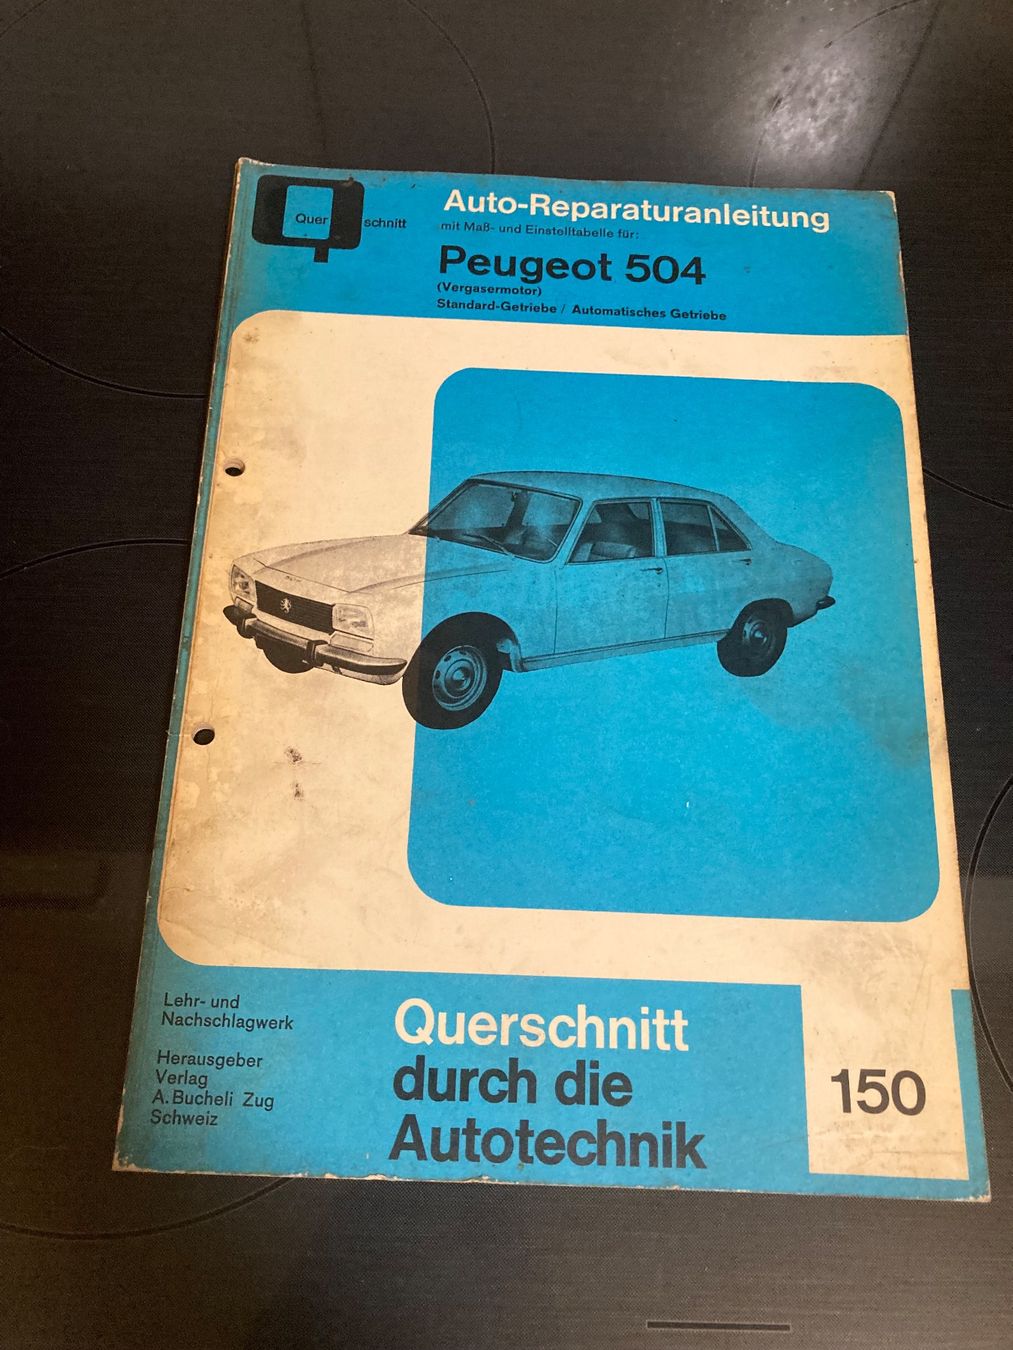 Quer schnitt
Auto-Reparaturanleitung
mit Maß- und Einstelltabelle für:
Peugeot 504
(Vergasermotor)
Standard-Getriebe / Automatisches Getriebe
Lehr- und
Nachschlagwerk
Herausgeber
Verlag
A. Bucheli Zug
Schweiz
Querschnitt
durch die
Autotechnik
150